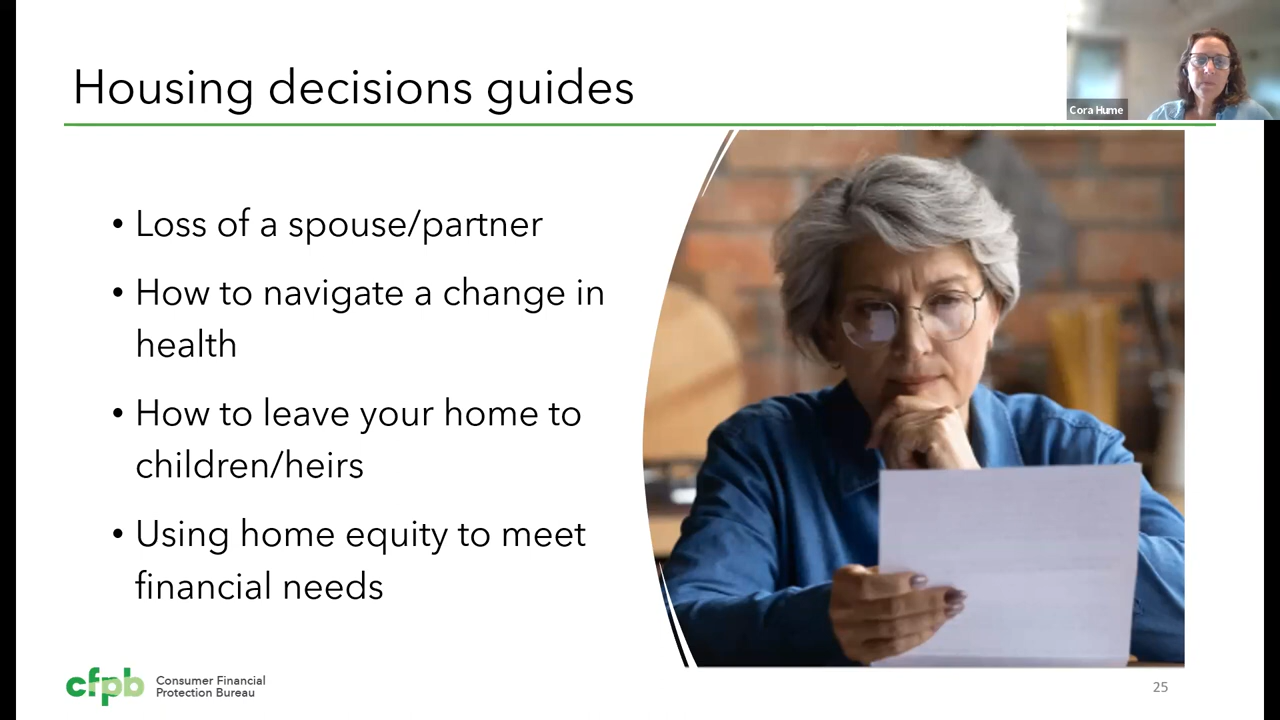 Housing decisions guides
Cora Hume
• Loss of a spouse/partner
• How to navigate a change in
health
• How to leave your home to
children/heirs
• Using home equity to meet
financial needs
cfpb
Consumer Financial
Protection Bureau
25